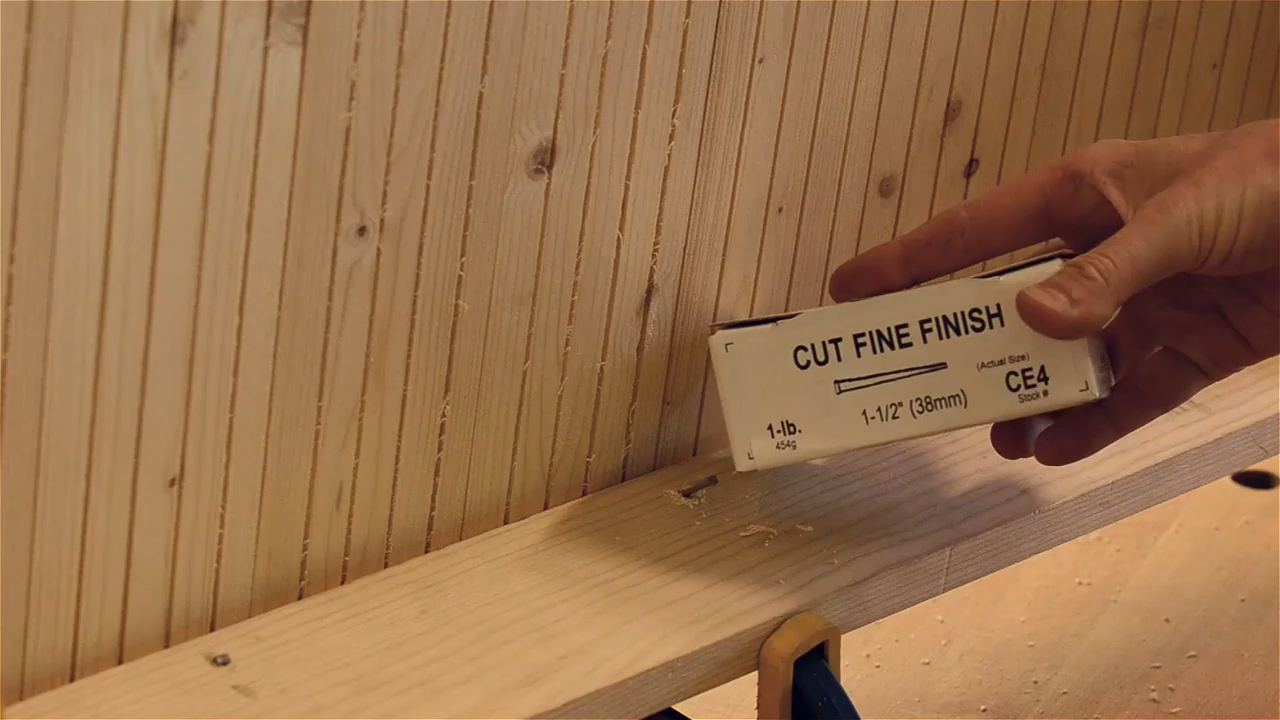 CUT FINE FINISH
(Actual Size)
CE4
Stock #
1-1/2" (38mm)
1-lb.
454g